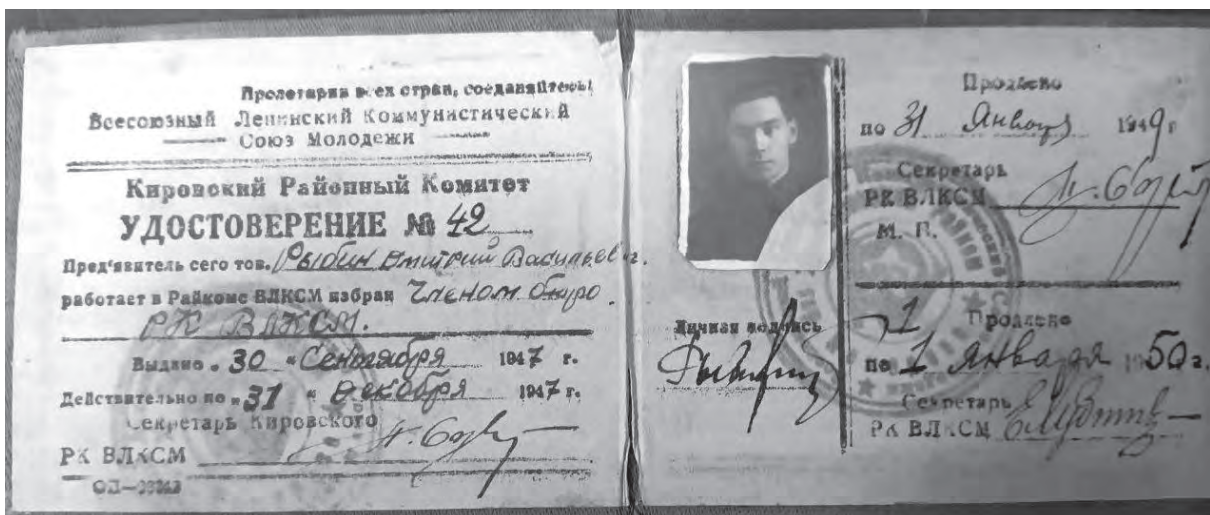 Пролетарии всех стран, соединяйтесь!
Всесоюзный Ленинский Коммунистический
Союз Молодежи
Кировский Районный Комитет
УДОСТОВЕРЕНИЕ № 42
Пред'явитель сего тов. Рыбин Дмитрий Васильевич
работает в Райкоме ВЛКСМ избран Членом бюро
РК ВЛКСМ.
Выдано „30 “ Сентября 1947 г.
Действительно по „31 “ Декабря 1947 г.
Секретарь Кировского
РК ВЛКСМ
Личная подпись
Продлено
по 31 Января 1949 г.
Секретарь
РК ВЛКСМ
М. П.
Продлено
по 1 января 1950 г.
Секретарь
РК ВЛКСМ